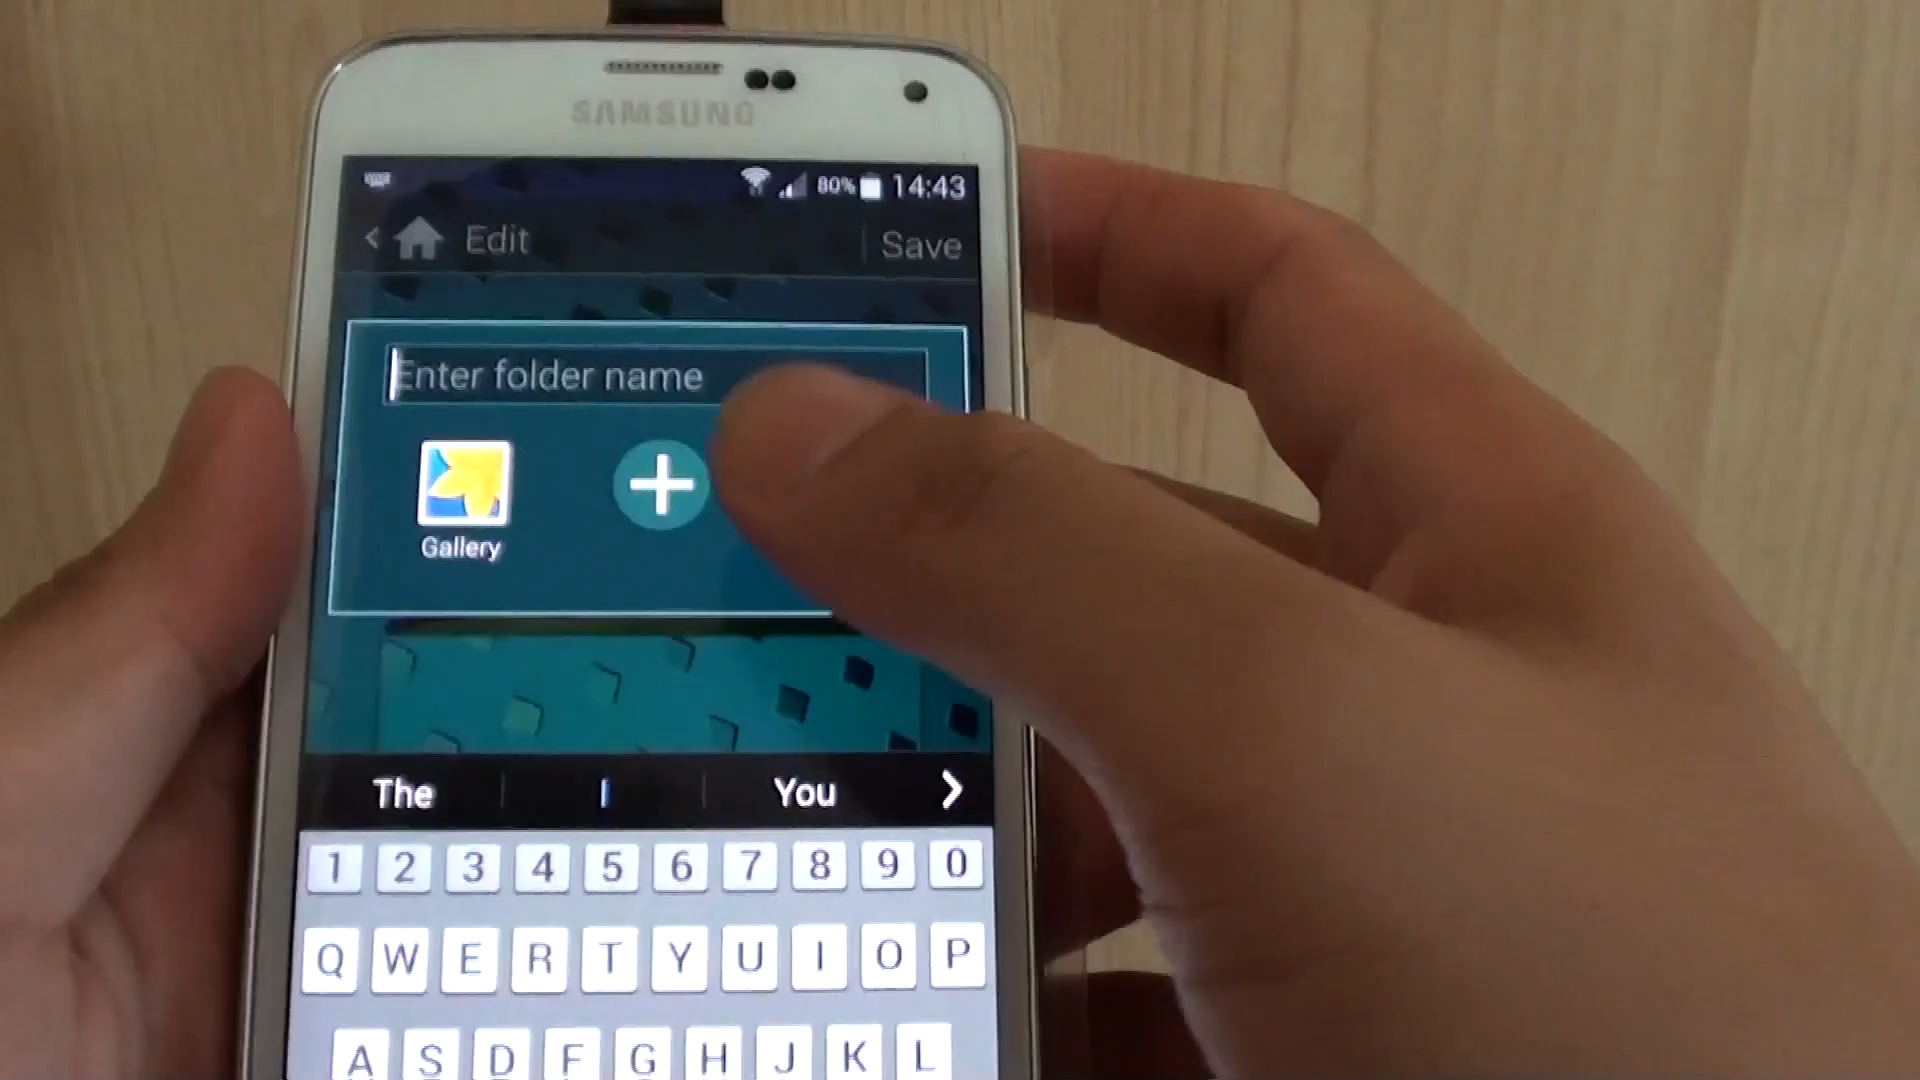 SAMSUNG
80% 14:43
< Edit Save
Enter folder name
Gallery
The I You >
1 2 3 4 5 6 7 8 9 0
Q W E R T Y U I O P
A S D F G H J K L